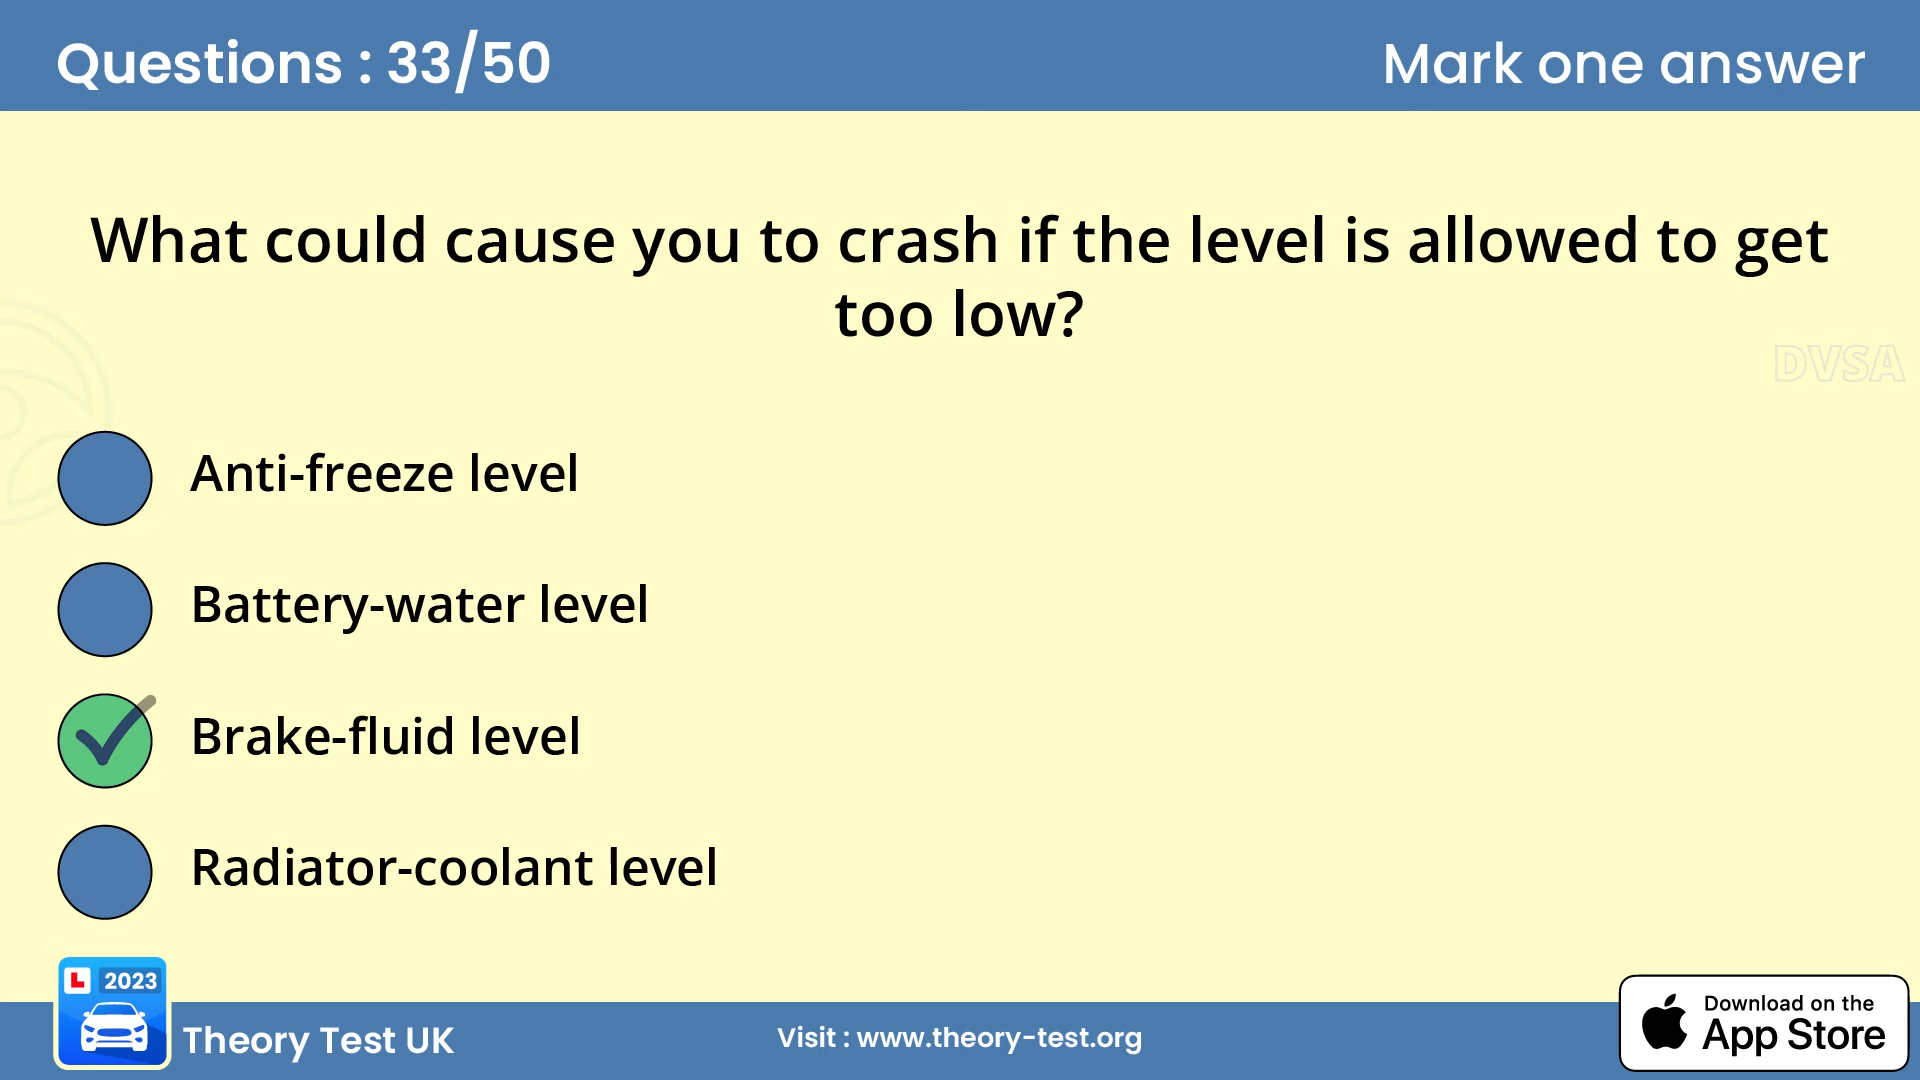 Questions : 33/50
Mark one answer
What could cause you to crash if the level is allowed to get
too low?
DVSA
Anti-freeze level
Battery-water level
Brake-fluid level
Radiator-coolant level
L 2023
Theory Test UK
Visit : www.theory-test.org
Download on the
App Store